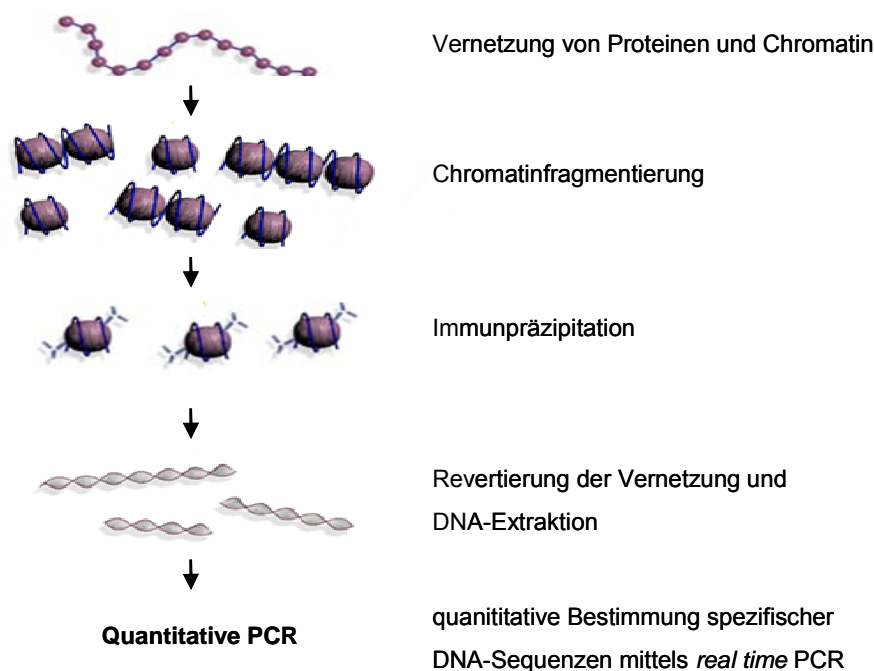 Vernetzung von Proteinen und Chromatin
Chromatinfragmentierung
Immunpräzipitation
Revertierung der Vernetzung und
DNA-Extraktion
Quantitative PCR
quanititative Bestimmung spezifischer
DNA-Sequenzen mittels real time PCR